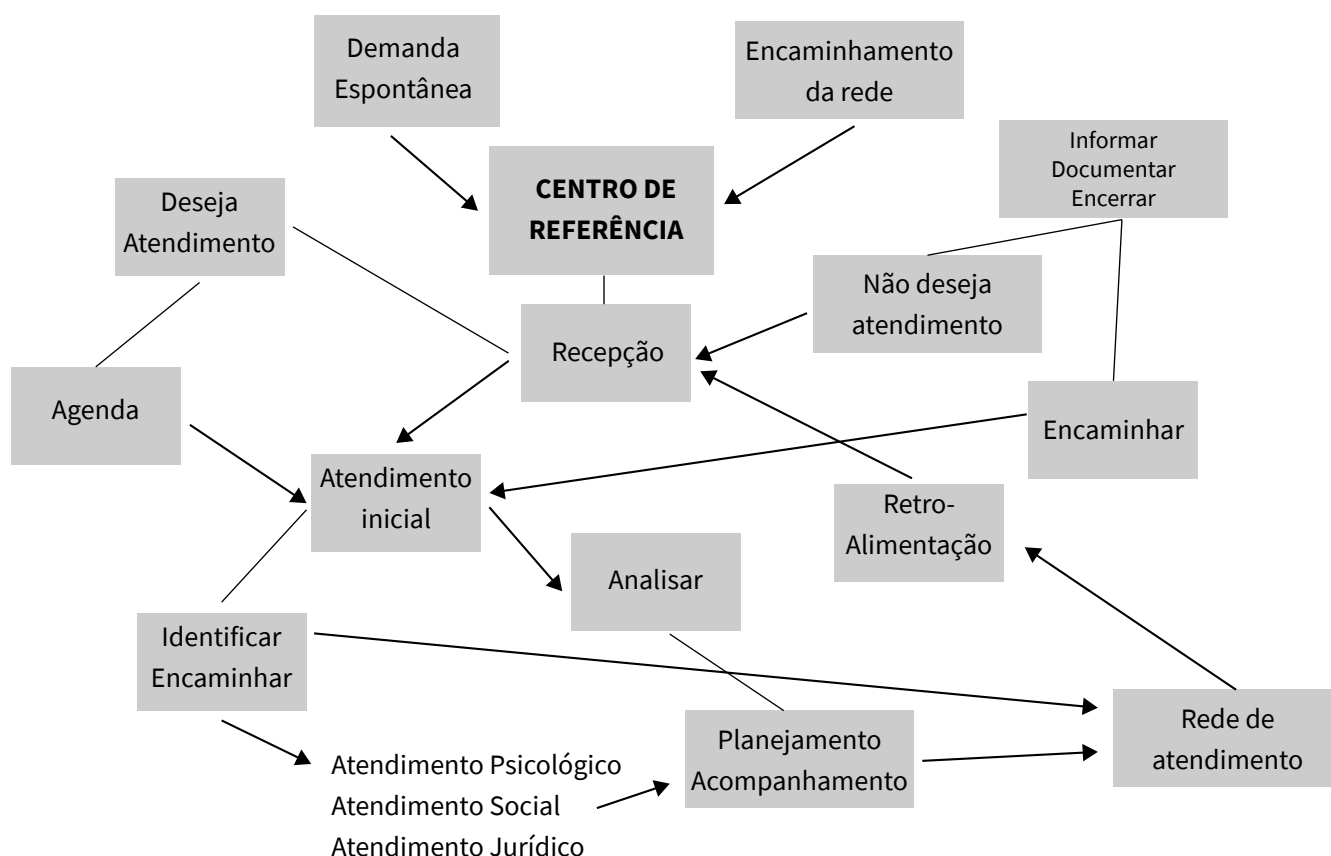 Demanda
Espontânea
Encaminhamento
da rede
Informar
Documentar
Encerrar
CENTRO DE
REFERÊNCIA
Deseja
Atendimento
Não deseja
atendimento
Recepção
Agenda
Encaminhar
Atendimento
inicial
Retro-
Alimentação
Analisar
Identificar
Encaminhar
Rede de
atendimento
Planejamento
Acompanhamento
Atendimento Psicológico
Atendimento Social
Atendimento Jurídico